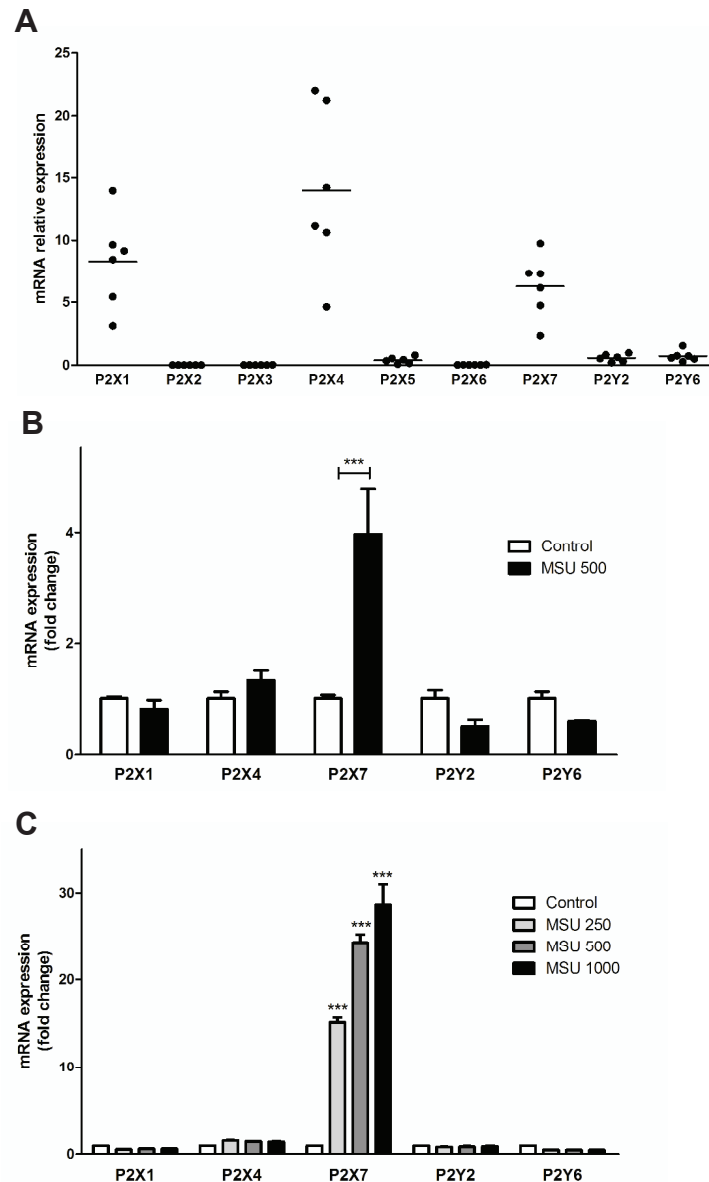 A
mRNA relative expression
25
20
15
10
5
0
P2X1 P2X2 P2X3 P2X4 P2X5 P2X6 P2X7 P2Y2 P2Y6
B
mRNA expression
(fold change)
4
2
0
***
Control
MSU 500
P2X1 P2X4 P2X7 P2Y2 P2Y6
C
mRNA expression
(fold change)
30
20
10
0
***
***
***
Control
MSU 250
MSU 500
MSU 1000
P2X1 P2X4 P2X7 P2Y2 P2Y6